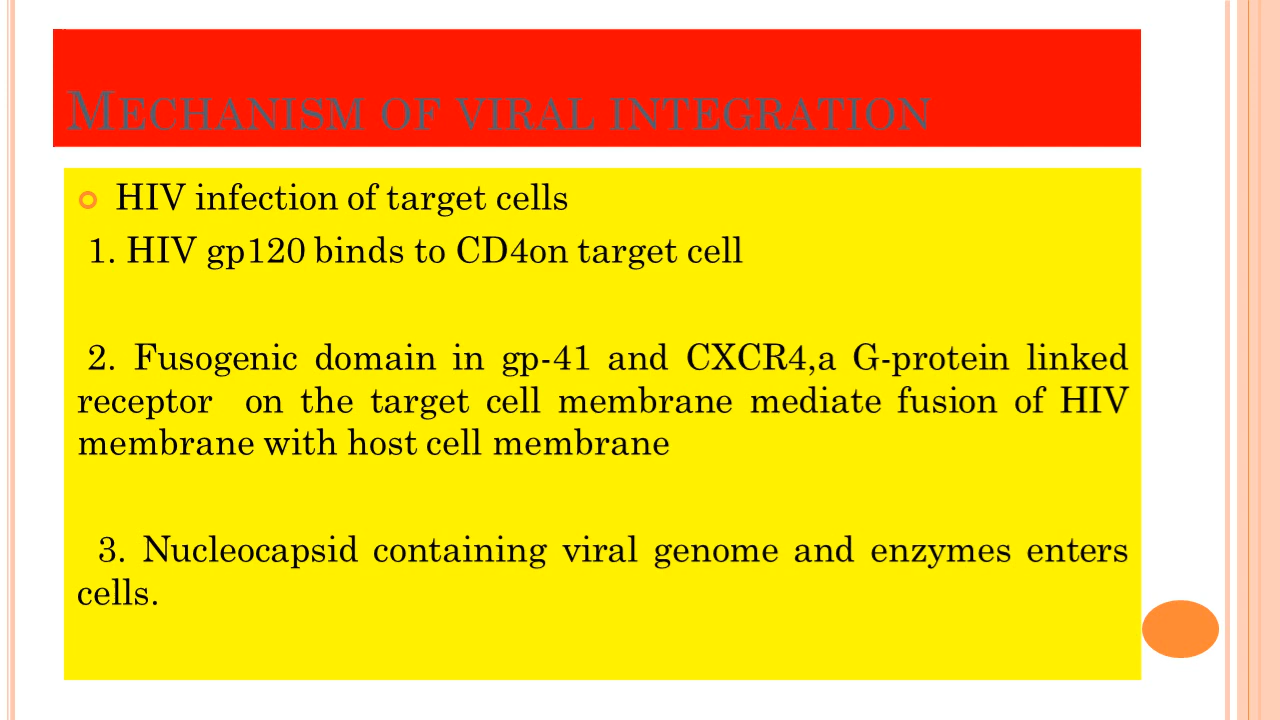 MECHANISM OF VIRAL INTEGRATION
HIV infection of target cells
1. HIV gp120 binds to CD4on target cell
2. Fusogenic domain in gp-41 and CXCR4,a G-protein linked
receptor on the target cell membrane mediate fusion of HIV
membrane with host cell membrane
3. Nucleocapsid containing viral genome and enzymes enters
cells.